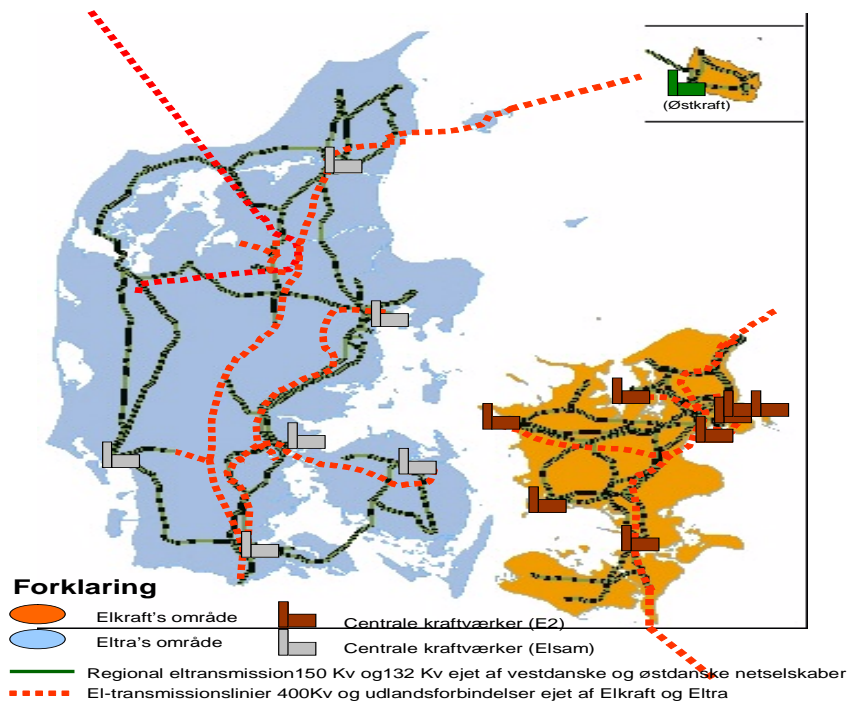 (Østkraft)
Forklaring
Elkraft's område
Centrale kraftværker (E2)
Eltra's område
Centrale kraftværker (Elsam)
Regional eltransmission150 Kv og132 Kv ejet af vestdanske og østdanske netselskaber
El-transmissionslinier 400Kv og udlandsforbindelser ejet af Elkraft og Eltra